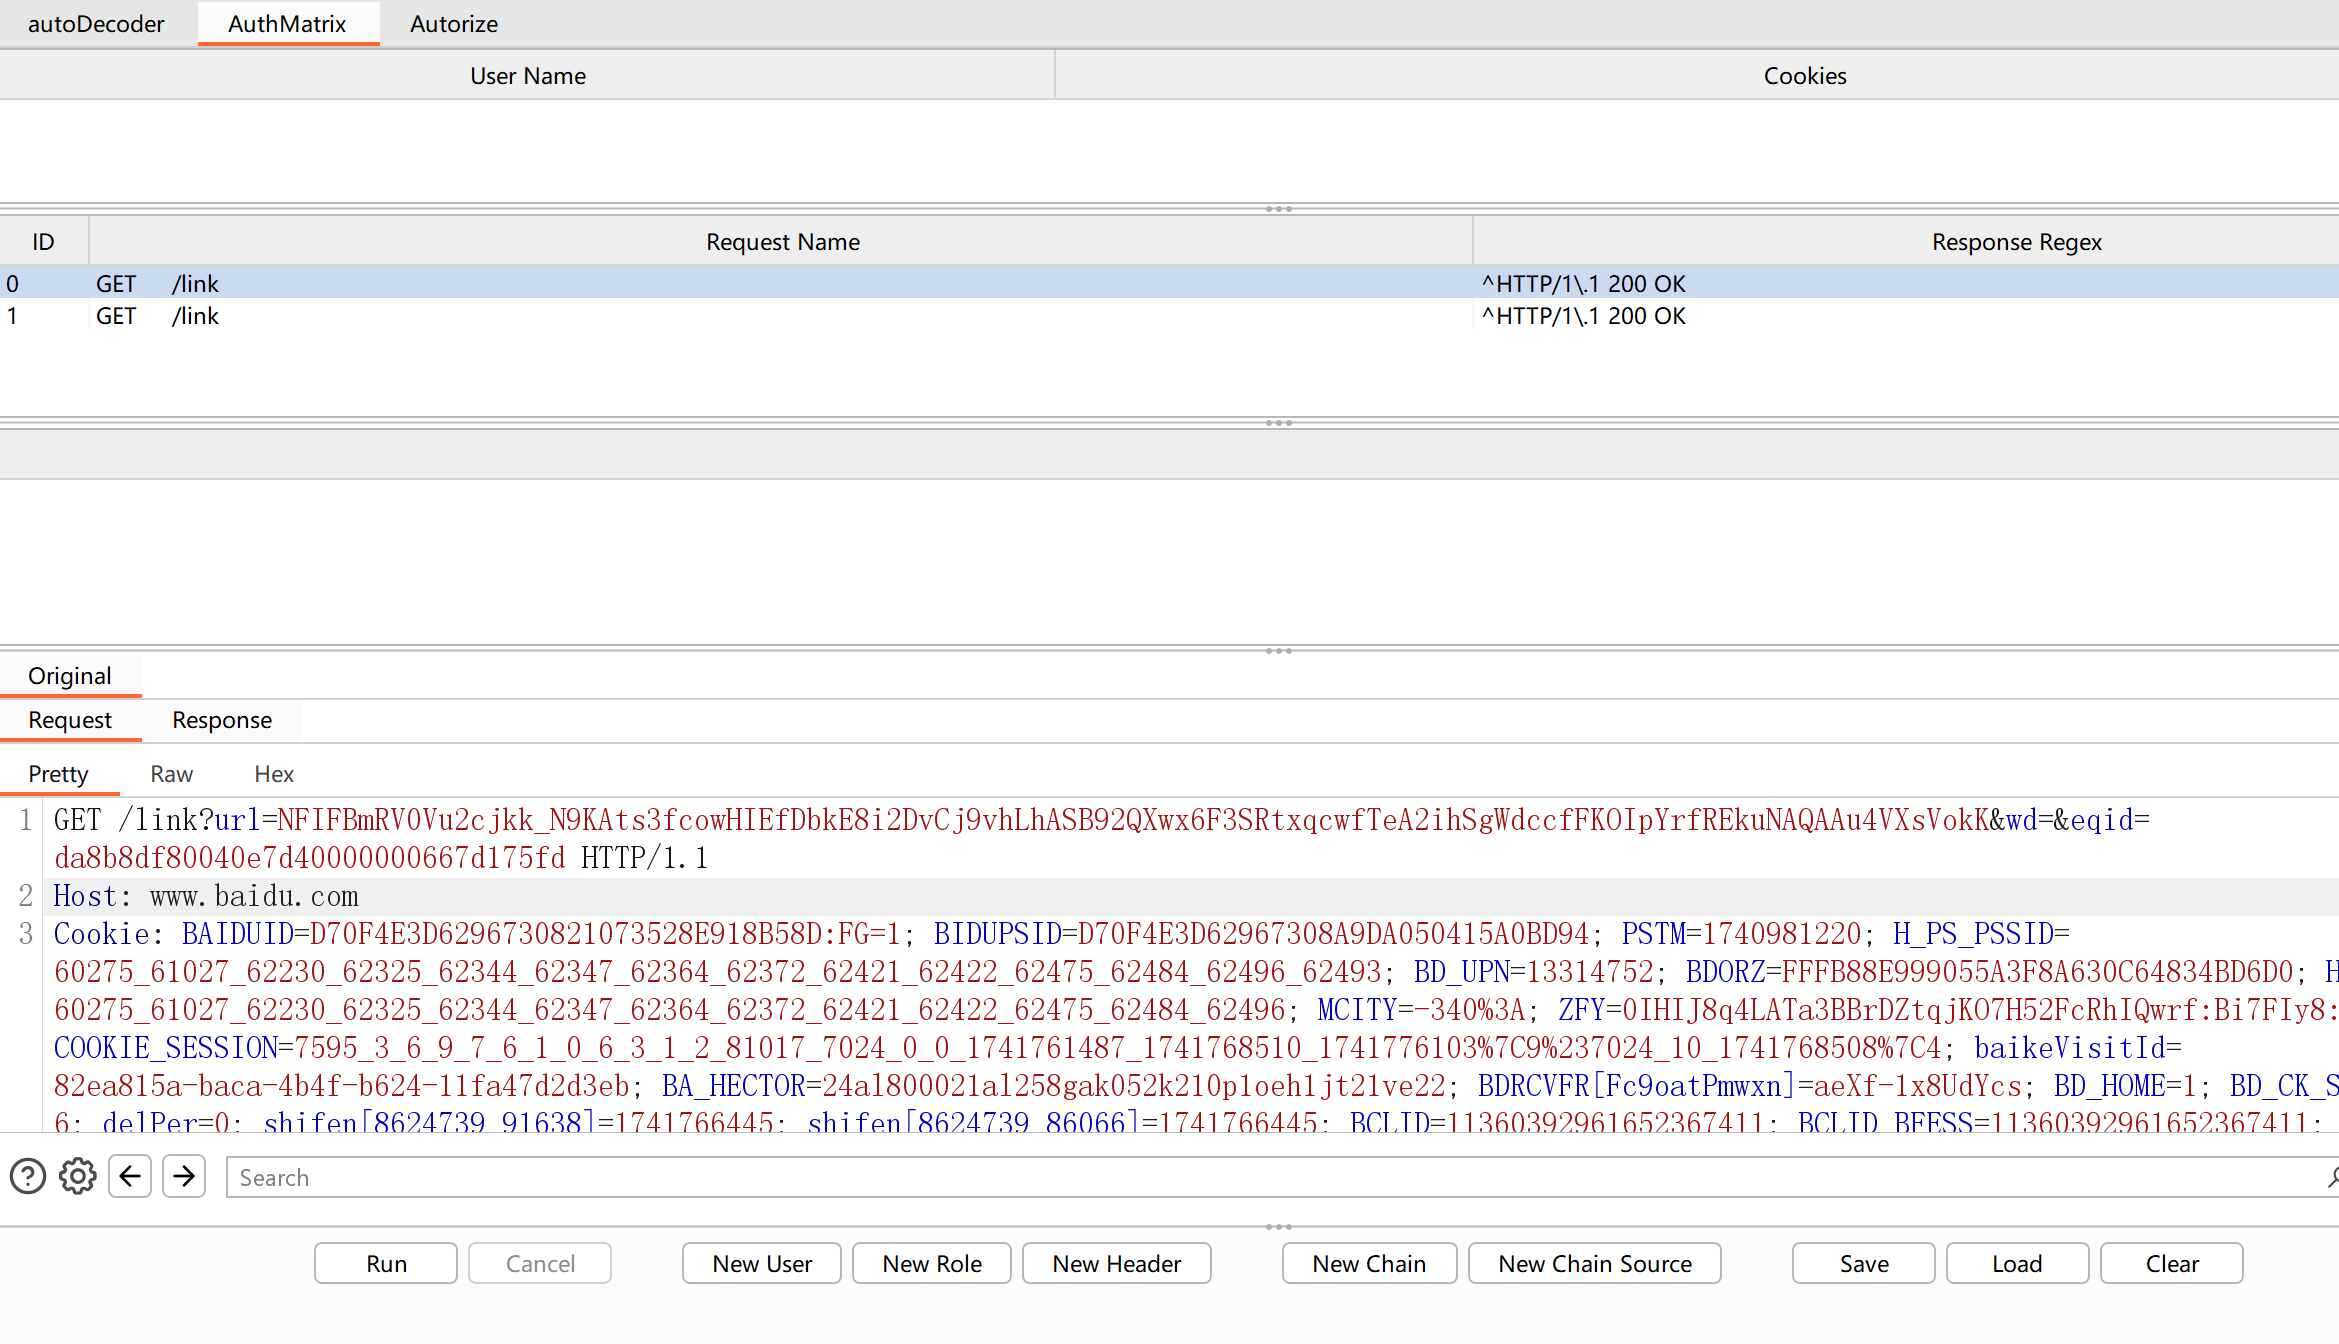 autoDecoder AuthMatrix Autorize
User Name Cookies
ID Request Name Response Regex
0 GET /link ^HTTP/1\.1 200 OK
1 GET /link ^HTTP/1\.1 200 OK
Original
Request Response
Pretty Raw Hex
1 GET /link?url=NFIFBmRV0Vu2cjkk_N9KAts3fcowHIEfDbkE8i2DvCj9vhLhASB92QXwx6F3SRtxqcwfTeA2ihSgWdccfFKOIpYrfREkuNAQAAu4VXsVokK&wd=&eqid=
da8b8df80040e7d40000000667d175fd HTTP/1.1
2 Host: www.baidu.com
3 Cookie: BAIDUID=D70F4E3D6296730821073528E918B58D:FG=1; BIDUPSID=D70F4E3D62967308A9DA050415A0BD94; PSTM=1740981220; H_PS_PSSID=
60275_61027_62230_62325_62344_62347_62364_62372_62421_62422_62475_62484_62496_62493; BD_UPN=13314752; BDORZ=FFFB88E999055A3F8A630C64834BD6D0; H
60275_61027_62230_62325_62344_62347_62364_62372_62421_62422_62475_62484_62496; MCITY=-340%3A; ZFY=0IHIJ8q4LATa3BBrDZtqjKO7H52FcRhIQwrf:Bi7FIy8:
COOKIE_SESSION=7595_3_6_9_7_6_1_0_6_3_1_2_81017_7024_0_0_1741761487_1741768510_1741776103%7C9%237024_10_1741768508%7C4; baikeVisitId=
82ea815a-baca-4b4f-b624-11fa47d2d3eb; BA_HECTOR=24al800021al258gak052k210p1oeh1jt21ve22; BDRCVFR[Fc9oatPmwxn]=aeXf-1x8UdYcs; BD_HOME=1; BD_CK_S
6; delPer=0; shifen[8624739_91638]=1741766445; shifen[8624739_86066]=1741766445; BCLID=11360392961652367411; BCLID_BFESS=11360392961652367411;
Search
Run Cancel New User New Role New Header New Chain New Chain Source Save Load Clear